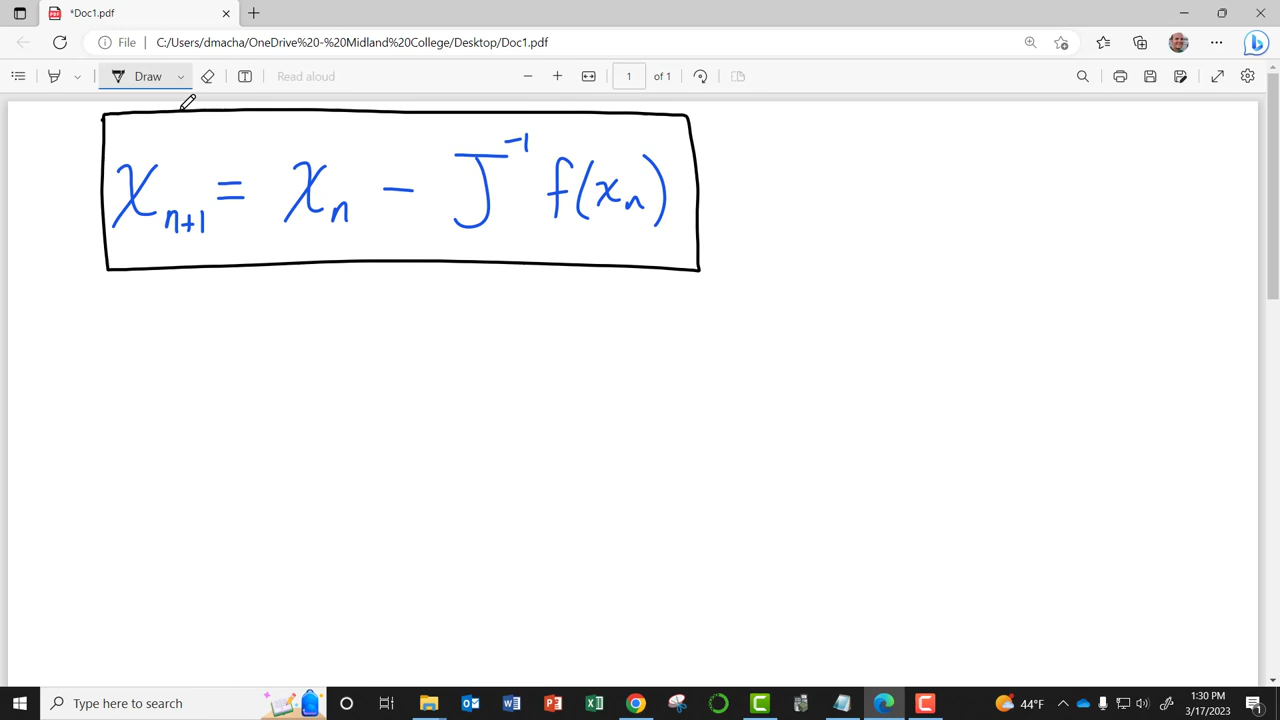 *Doc1.pdf
File C:/Users/dmacha/OneDrive%20-%20Midland%20College/Desktop/Doc1.pdf
Draw Read aloud 1 of 1
X_{n+1} = X_n - J^{-1} f(x_n)
Type here to search 44°F 1:30 PM
3/17/2023